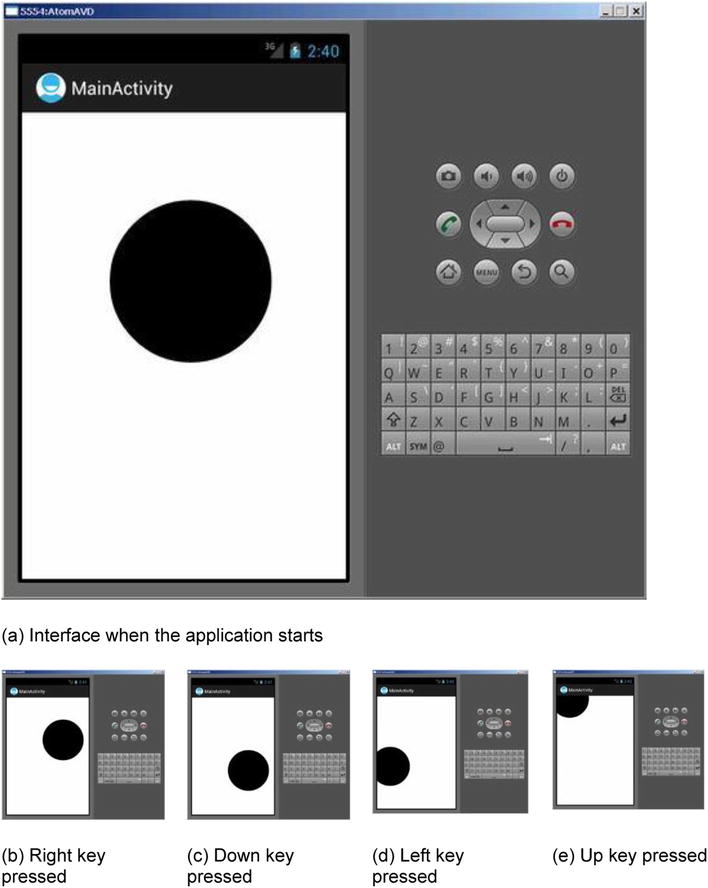 5554:AtomAVD
3G 2:40
MainActivity
MENU
1 ! 2 @ 3 # 4 $ 5 % 6 ^ 7 & 8 * 9 ( 0 )
Q W ~ E R T { Y } U _ I - O + P =
A S \ D F [ G ] H < J > K ; L : DEL
Z X C V B N M .
ALT SYM @ / ? , ALT
(a) Interface when the application starts
MainActivity
MainActivity
MainActivity
MainActivity
(b) Right key
pressed
(c) Down key
pressed
(d) Left key
pressed
(e) Up key pressed